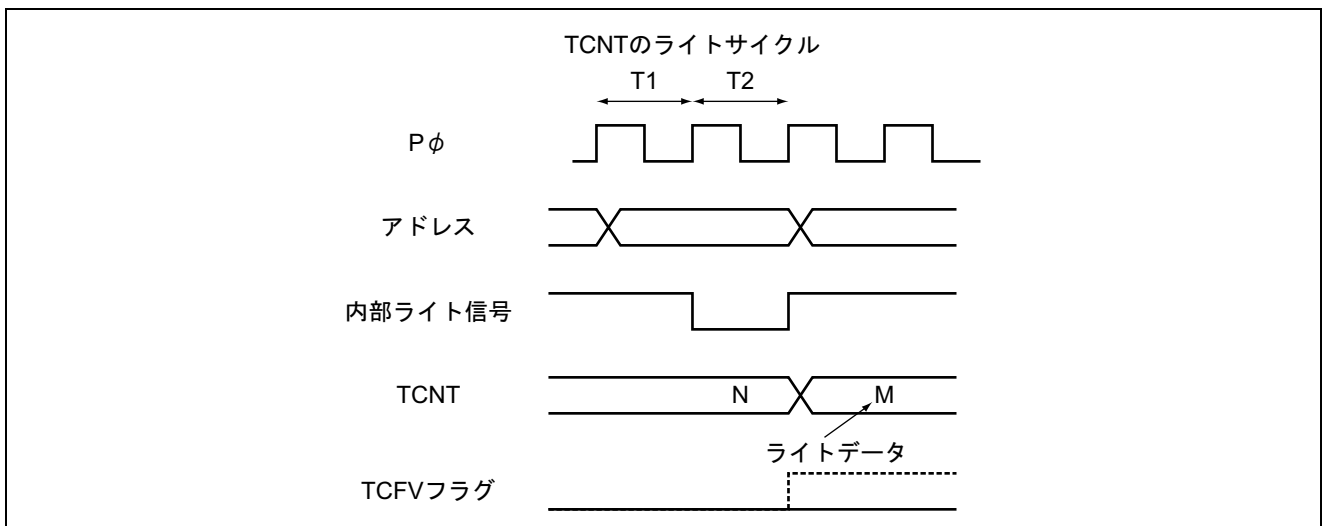 TCNTのライトサイクル
T1 T2
Pφ
アドレス
内部ライト信号
TCNT N M
ライトデータ
TCFVフラグ